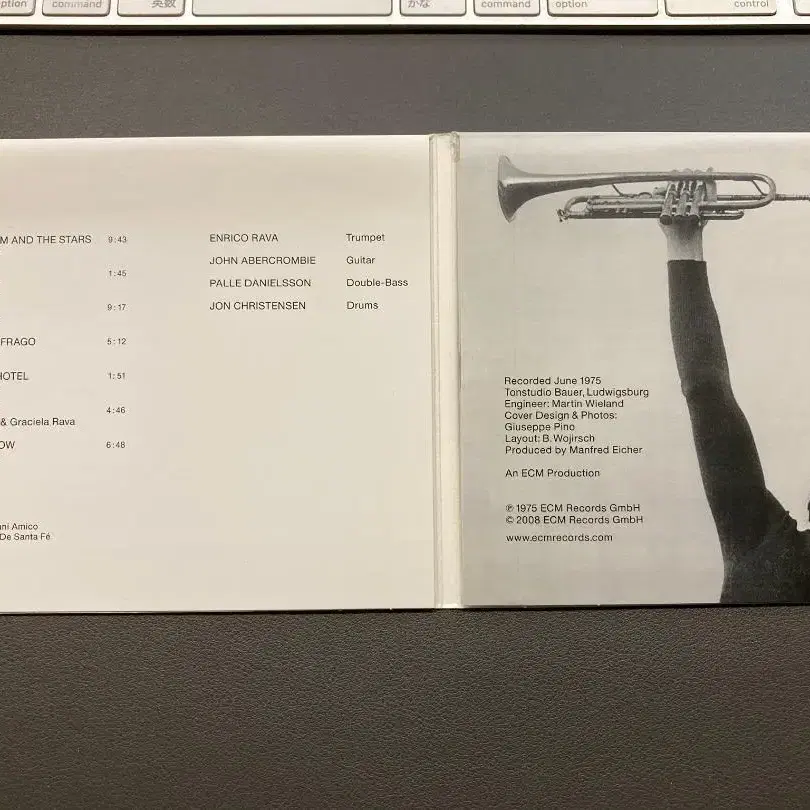 ption
command
英数
かな
command
option
control
M AND THE STARS 9:43
1:45
9:17
FRAGO 5:12
HOTEL 1:51
4:46
& Graciela Rava
OW 6:48
ani Amico
De Santa Fé.
ENRICO RAVA Trumpet
JOHN ABERCROMBIE Guitar
PALLE DANIELSSON Double-Bass
JON CHRISTENSEN Drums
Recorded June 1975
Tonstudio Bauer, Ludwigsburg
Engineer: Martin Wieland
Cover Design & Photos:
Giuseppe Pino
Layout: B. Wojirsch
Produced by Manfred Eicher
An ECM Production
℗ 1975 ECM Records GmbH
© 2008 ECM Records GmbH
www.ecmrecords.com